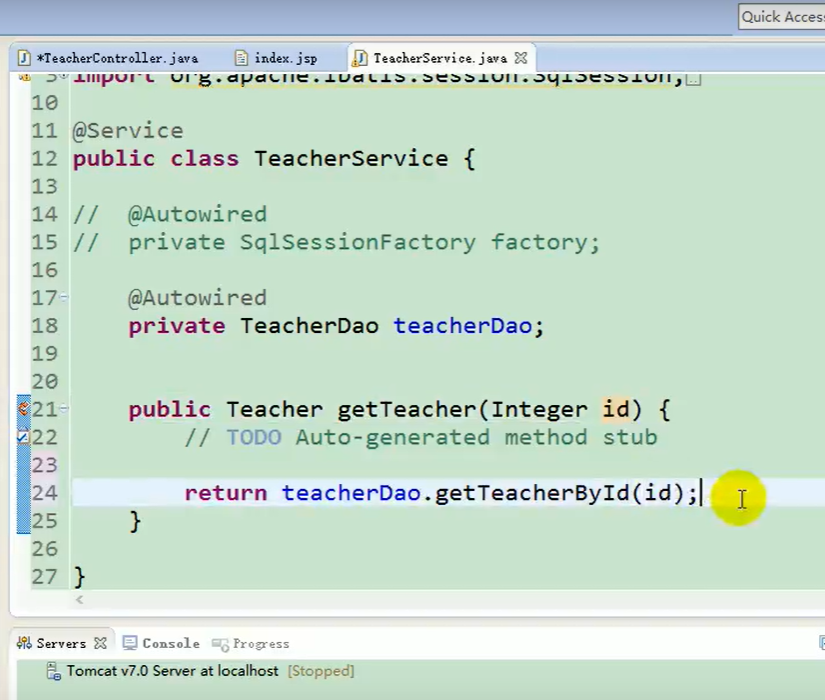 Quick Access
*TeacherController.java index.jsp TeacherService.java
import org.apache.ibatis.session.SqlSession;
10
11 @Service
12 public class TeacherService {
13
14 // @Autowired
15 // private SqlSessionFactory factory;
16
17 @Autowired
18 private TeacherDao teacherDao;
19
20
21 public Teacher getTeacher(Integer id) {
22 // TODO Auto-generated method stub
23
24 return teacherDao.getTeacherById(id);
25 }
26
27 }
Servers Console Progress
Tomcat v7.0 Server at localhost [Stopped]